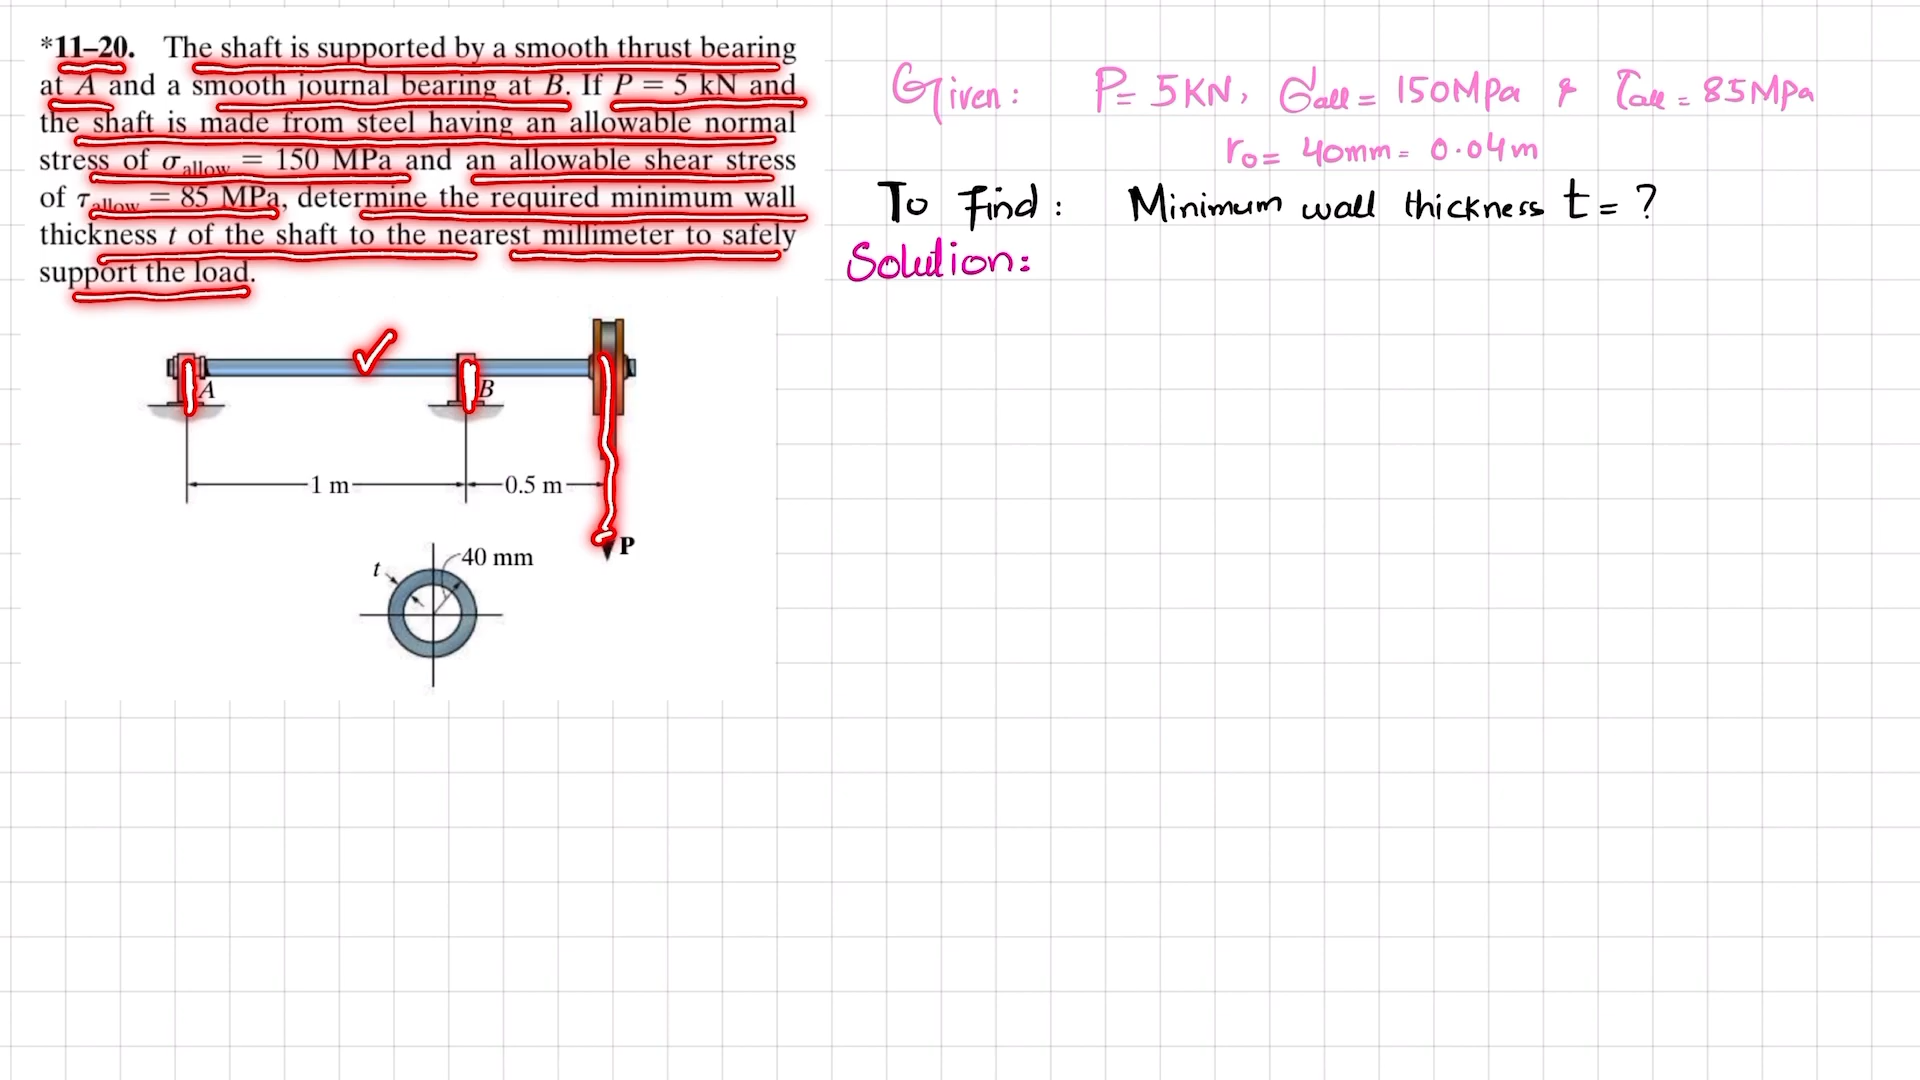 *11–20. The shaft is supported by a smooth thrust bearing
at A and a smooth journal bearing at B. If P = 5 kN and
the shaft is made from steel having an allowable normal
stress of σallow = 150 MPa and an allowable shear stress
of τallow = 85 MPa, determine the required minimum wall
thickness t of the shaft to the nearest millimeter to safely
support the load.
A
B
1 m
0.5 m
P
40 mm
t
Given: P= 5KN, σall = 150MPa & τall = 85MPa
ro= 40mm= 0.04m
To Find: Minimum wall thickness t= ?
Solution: